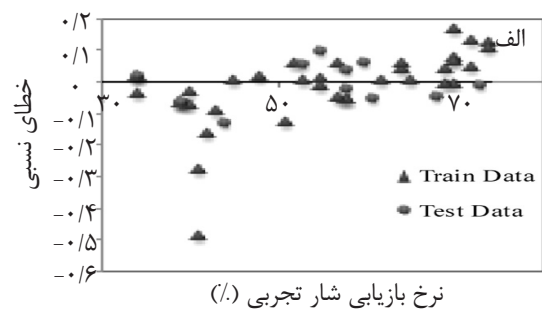 ۰/۲
الف
۰/۱
۰
۳۰
۵۰
۷۰
-۰/۱
-۰/۲
-۰/۳
-۰/۴
-۰/۵
-۰/۶
خطای نسبی
Train Data
Test Data
نرخ بازیابی شار تجربی (٪)